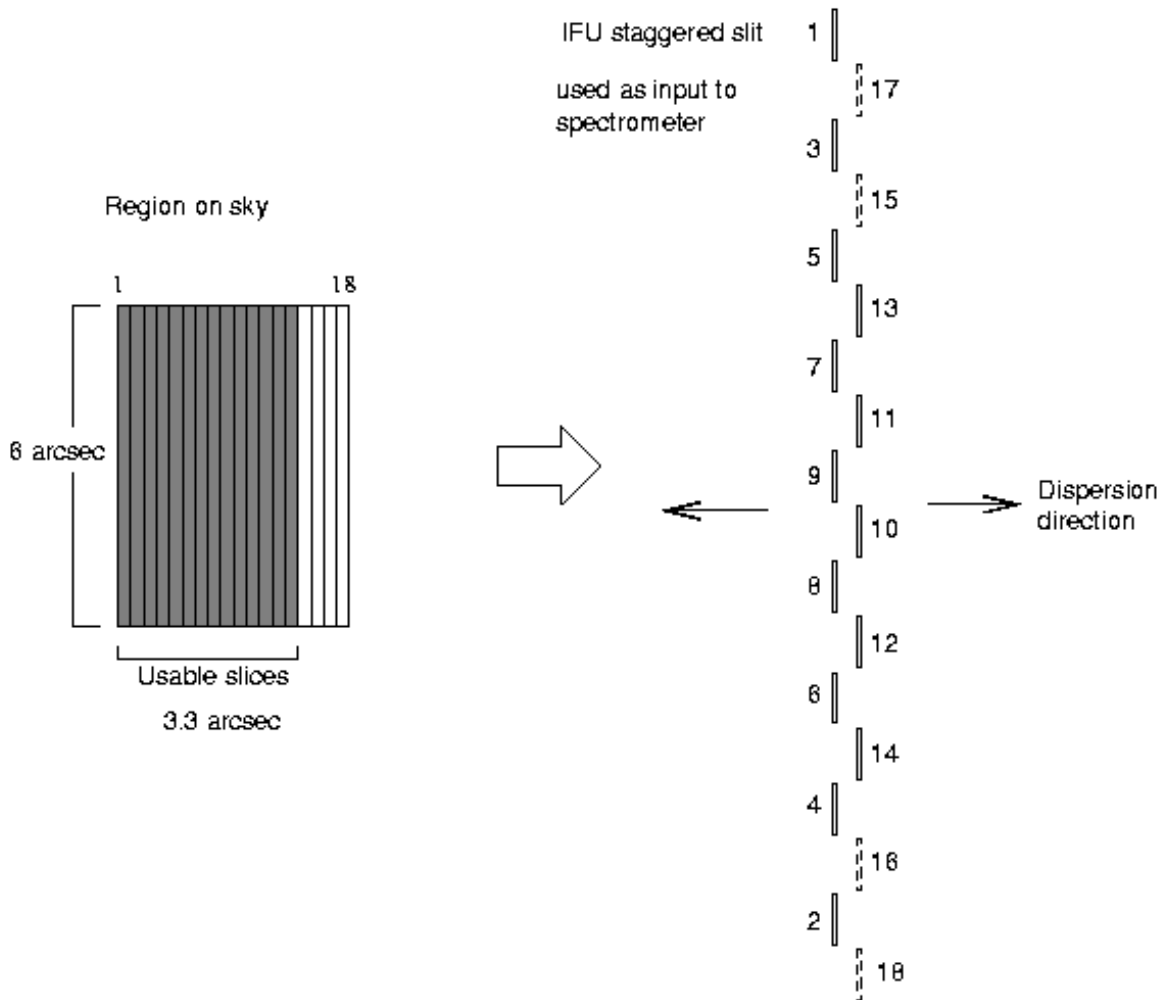 IFU staggered slit
used as input to
spectrometer
Region on sky
1 18
6 arcsec
Usable slices
3.3 arcsec
1
17
3
15
5
13
7
11
9
10
8
12
6
14
4
16
2
18
Dispersion
direction